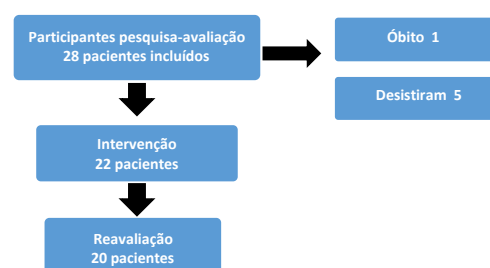 Participantes pesquisa-avaliação
28 pacientes incluídos
Óbito 1
Desistiram 5
Intervenção
22 pacientes
Reavaliação
20 pacientes